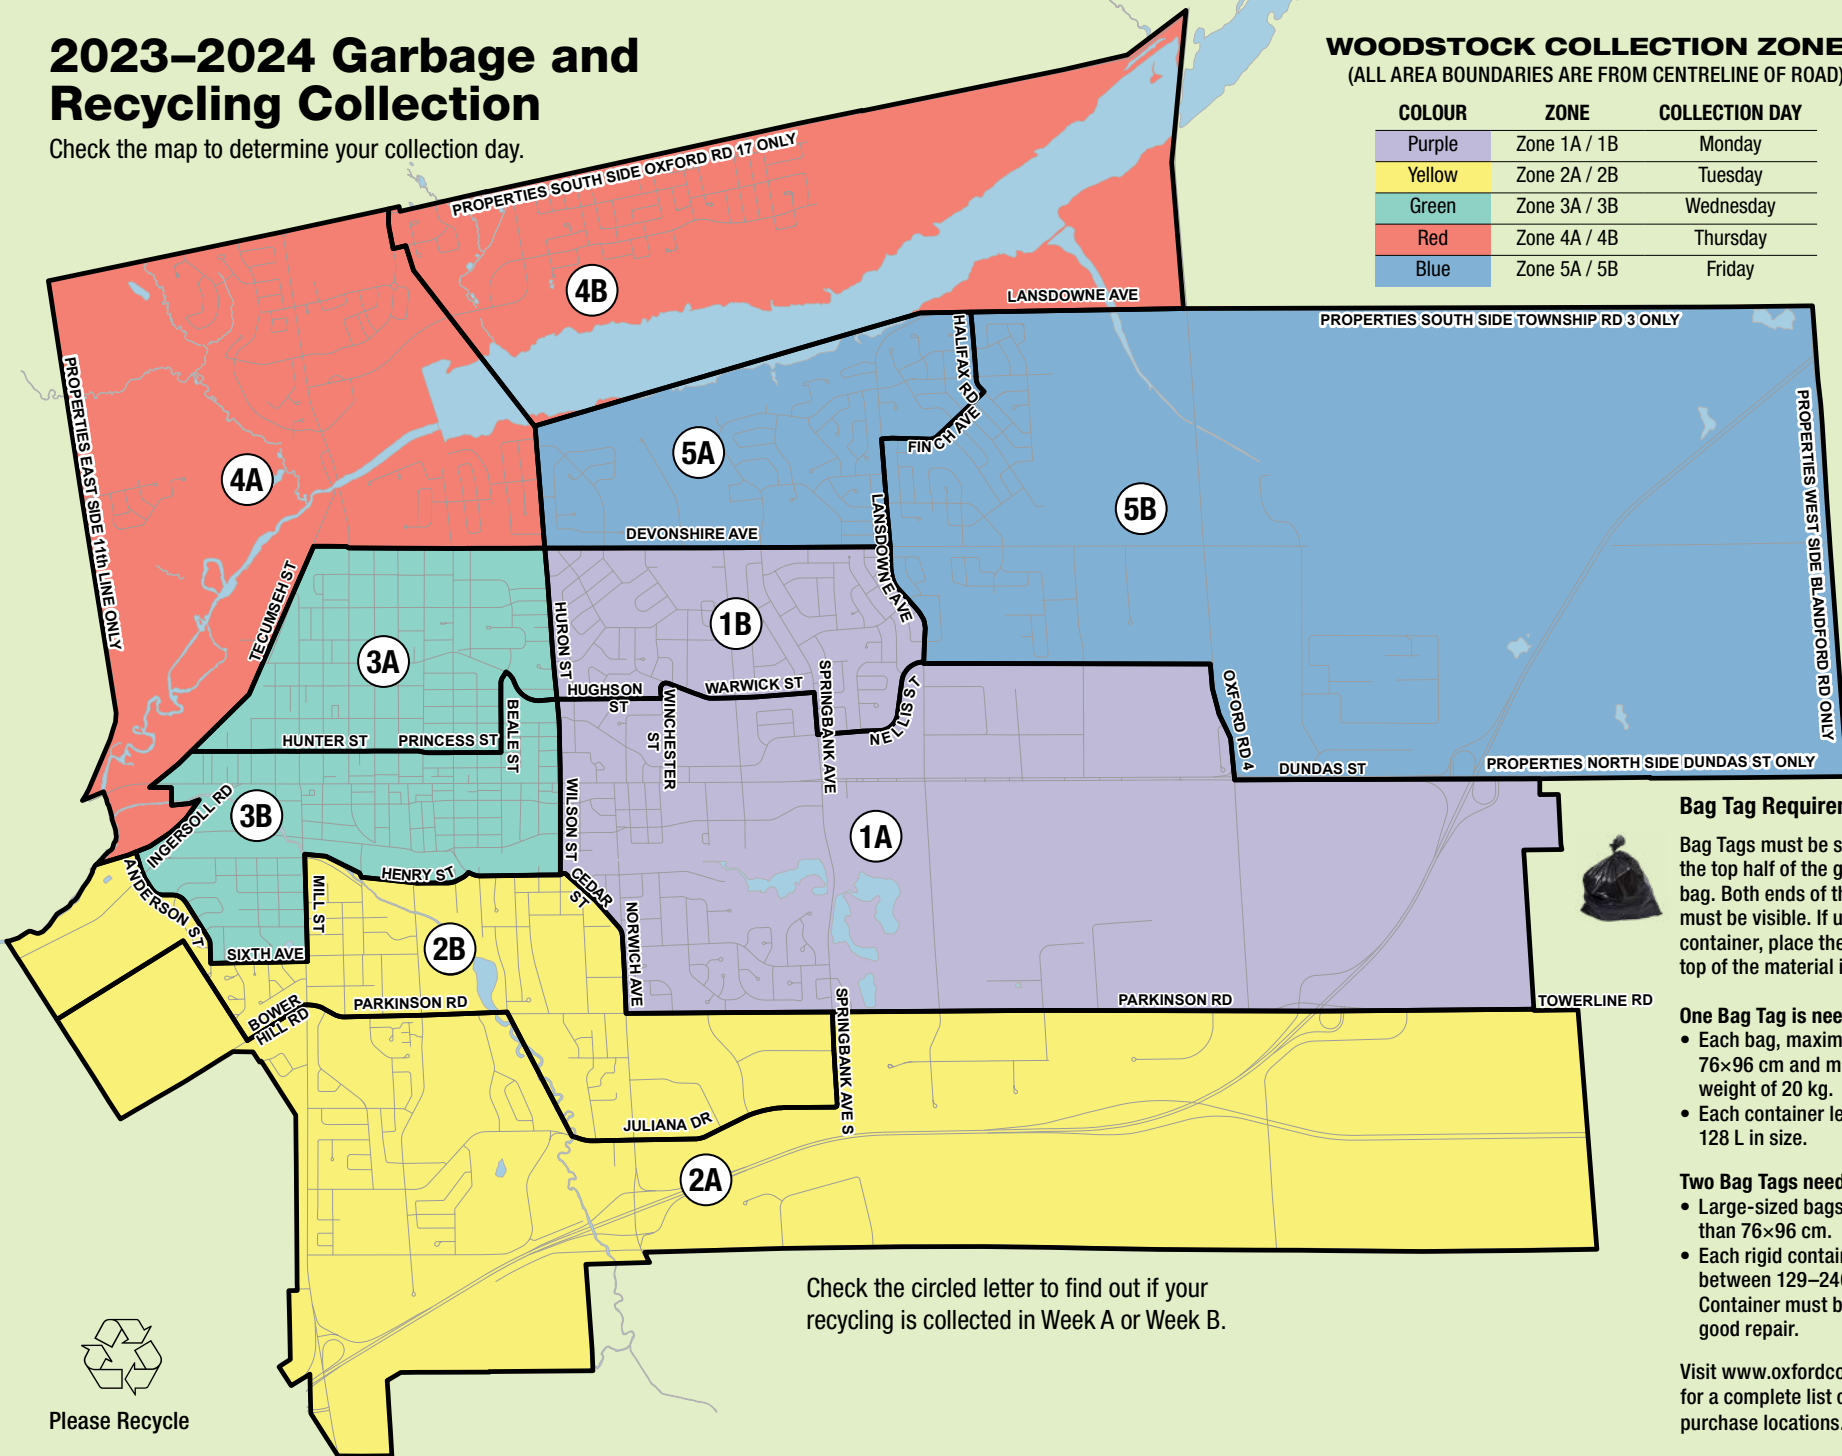 2023–2024 Garbage and
Recycling Collection
Check the map to determine your collection day.
WOODSTOCK COLLECTION ZONE
(ALL AREA BOUNDARIES ARE FROM CENTRELINE OF ROAD)
COLOUR ZONE COLLECTION DAY
Purple Zone 1A / 1B Monday
Yellow Zone 2A / 2B Tuesday
Green Zone 3A / 3B Wednesday
Red Zone 4A / 4B Thursday
Blue Zone 5A / 5B Friday
PROPERTIES SOUTH SIDE OXFORD RD 17 ONLY
4B
LANSDOWNE AVE
PROPERTIES SOUTH SIDE TOWNSHIP RD 3 ONLY
HALIFAX RD
FINCH AVE
PROPERTIES EAST SIDE 11th LINE ONLY
4A
5A
5B
PROPERTIES WEST SIDE BLANDFORD RD ONLY
DEVONSHIRE AVE
LANSDOWNE AVE
TECUMSEH ST
HURON ST
1B
3A
HUGHSON
ST
WARWICK ST
WINCHESTER
ST
SPRINGBANK AVE
NELLIS ST
OXFORD RD 4
BEALE ST
HUNTER ST
PRINCESS ST
DUNDAS ST
PROPERTIES NORTH SIDE DUNDAS ST ONLY
INGERSOLL RD
3B
WILSON ST
1A
ANDERSON ST
MILL ST
HENRY ST
CEDAR
ST
NORWICH AVE
SIXTH AVE
2B
BOWER
HILL RD
PARKINSON RD
SPRINGBANK AVE S
PARKINSON RD
TOWERLINE RD
JULIANA DR
2A
Bag Tag Requirem
Bag Tags must be s
the top half of the g
bag. Both ends of th
must be visible. If u
container, place the
top of the material i
One Bag Tag is nee
• Each bag, maxim
76×96 cm and m
weight of 20 kg.
• Each container le
128 L in size.
Two Bag Tags need
• Large-sized bags
than 76×96 cm.
• Each rigid contain
between 129–240
Container must b
good repair.
Visit www.oxfordco
for a complete list o
purchase locations.
Check the circled letter to find out if your
recycling is collected in Week A or Week B.
Please Recycle